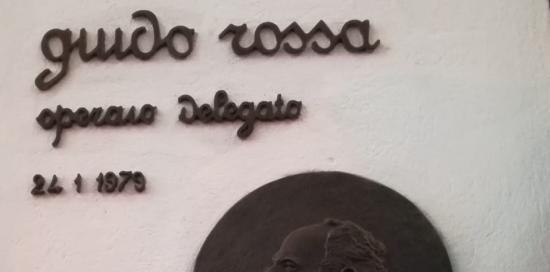 guido rossa
operaio delegato
24 1 1979